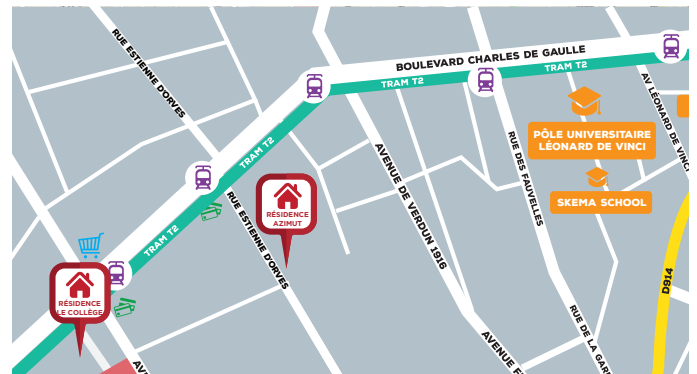 RUE ESTIENNE D'ORVES
BOULEVARD CHARLES DE GAULLE
TRAM T2
TRAM T2
AV LÉONARD DE VINCI
PÔLE UNIVERSITAIRE
LÉONARD DE VINCI
SKEMA SCHOOL
RUE DES FAUVELLES
TRAM T2
AVENUE DE VERDUN 1916
RÉSIDENCE
AZIMUT
RUE ESTIENNE D'ORVES
TRAM T2
D914
RÉSIDENCE
LE COLLÈGE